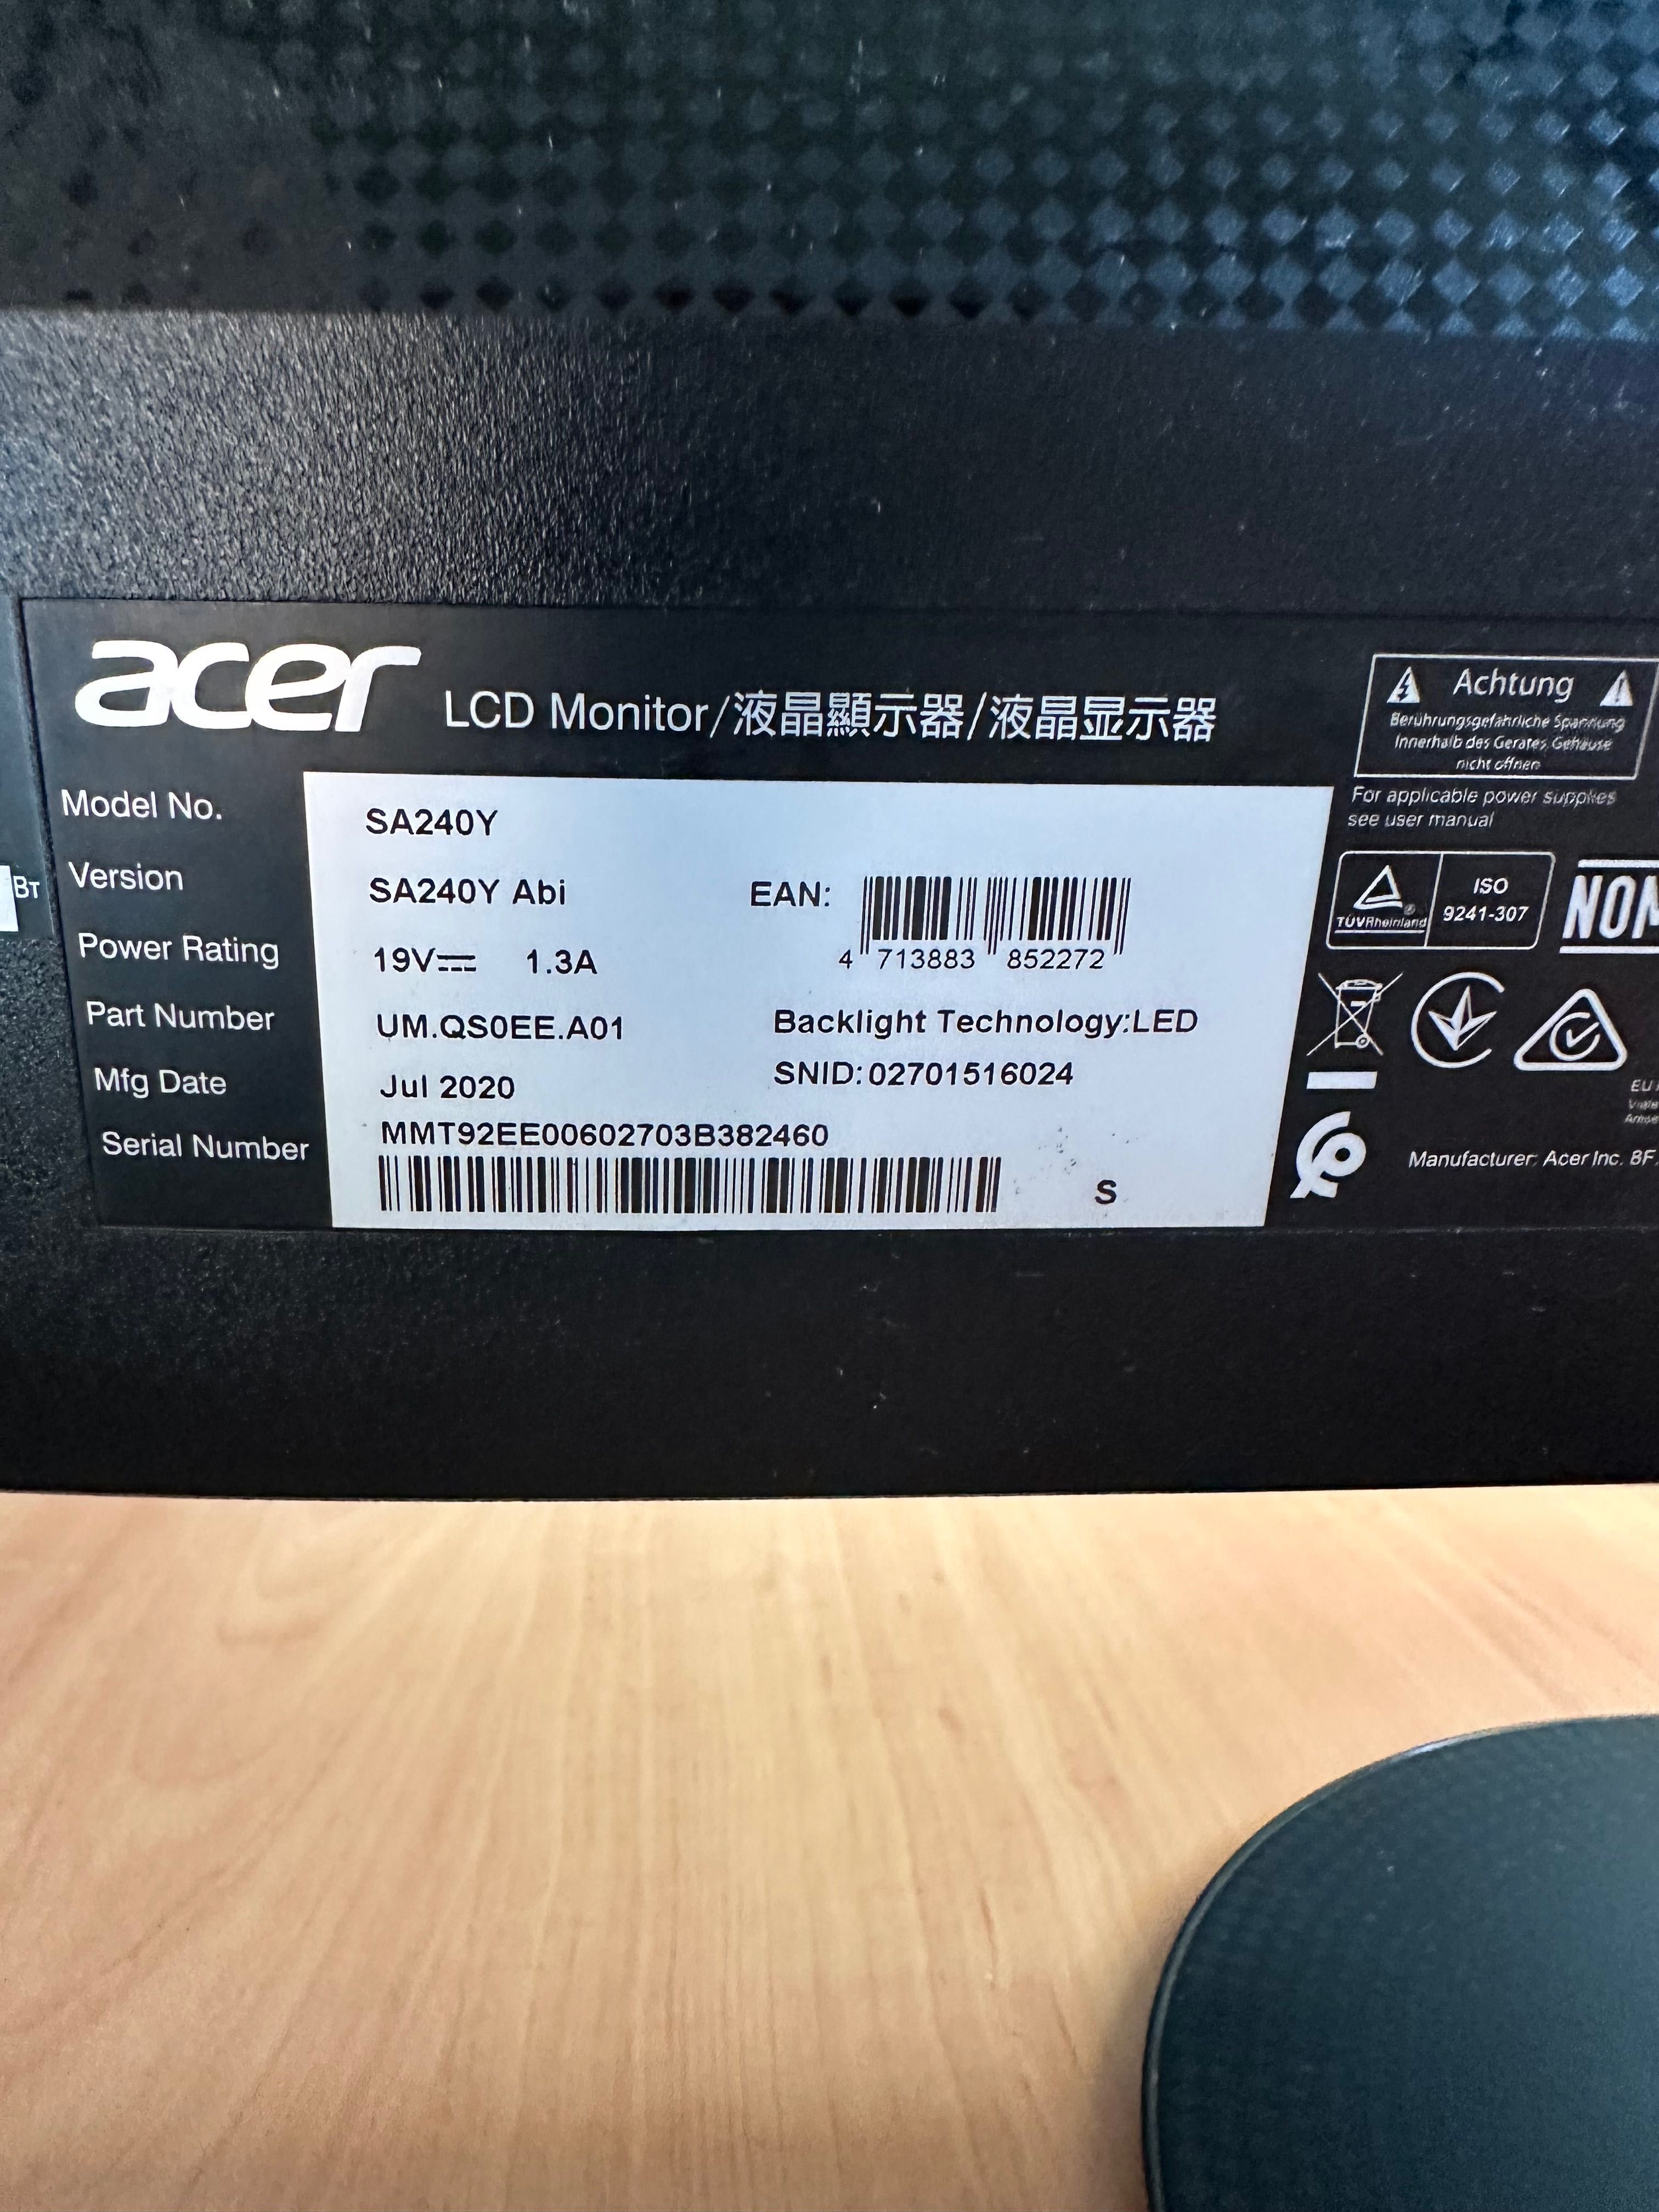 acer LCD Monitor/液晶顯示器/液晶显示器
Model No. SA240Y
Version SA240Y Abi
EAN: 4 713883 852272
Power Rating 19V 1.3A
Part Number UM.QS0EE.A01
Backlight Technology:LED
Mfg Date Jul 2020
SNID:02701516024
Serial Number MMT92EE00602703B382460
S
Вт
Achtung
Berührungsgefährliche Spannung
Innerhalb des Gerätes, Gehäuse
nicht öffnen
For applicable power supplies
see user manual
TÜVRheinland
ISO
9241-307
NOM
EU
Manufacturer: Acer Inc. 8F,